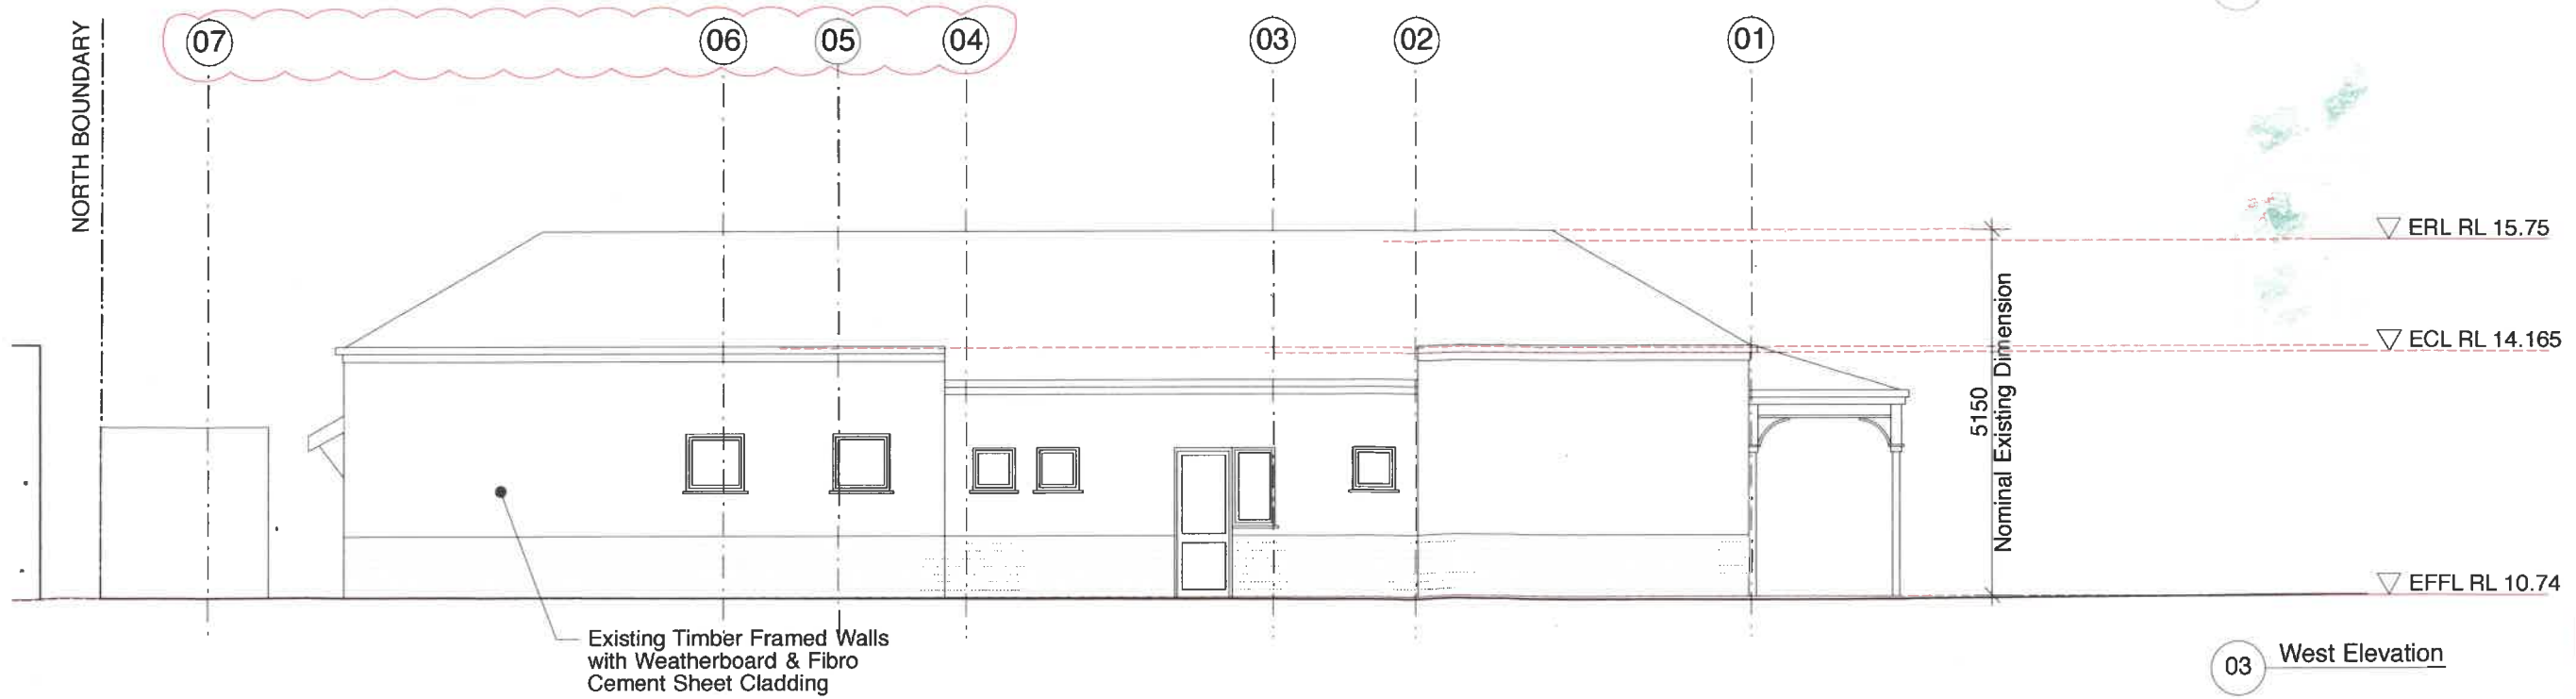 NORTH BOUNDARY
07
06
05
04
03
02
01
ERL RL 15.75
ECL RL 14.165
5150
Nominal Existing Dimension
EFFL RL 10.74
Existing Timber Framed Walls
with Weatherboard & Fibro
Cement Sheet Cladding
03 West Elevation